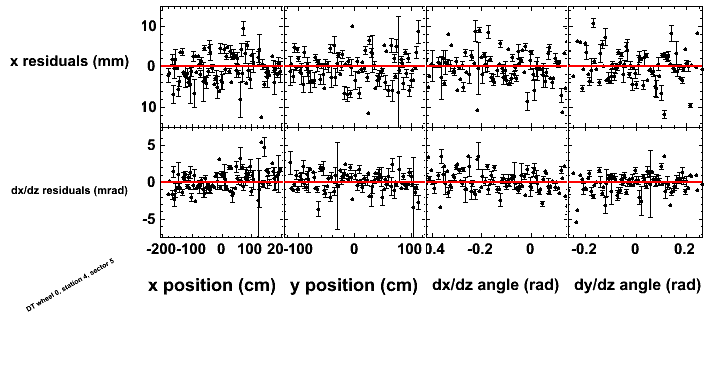 10
x residuals (mm)
0
10
5
dx/dz residuals (mrad)
0
-5
-200 -100 0 100 20 -100 0 100 0.4 -0.2 0 -0.2 0 0.2
x position (cm) y position (cm) dx/dz angle (rad) dy/dz angle (rad)
DT wheel 0, station 4, sector 5